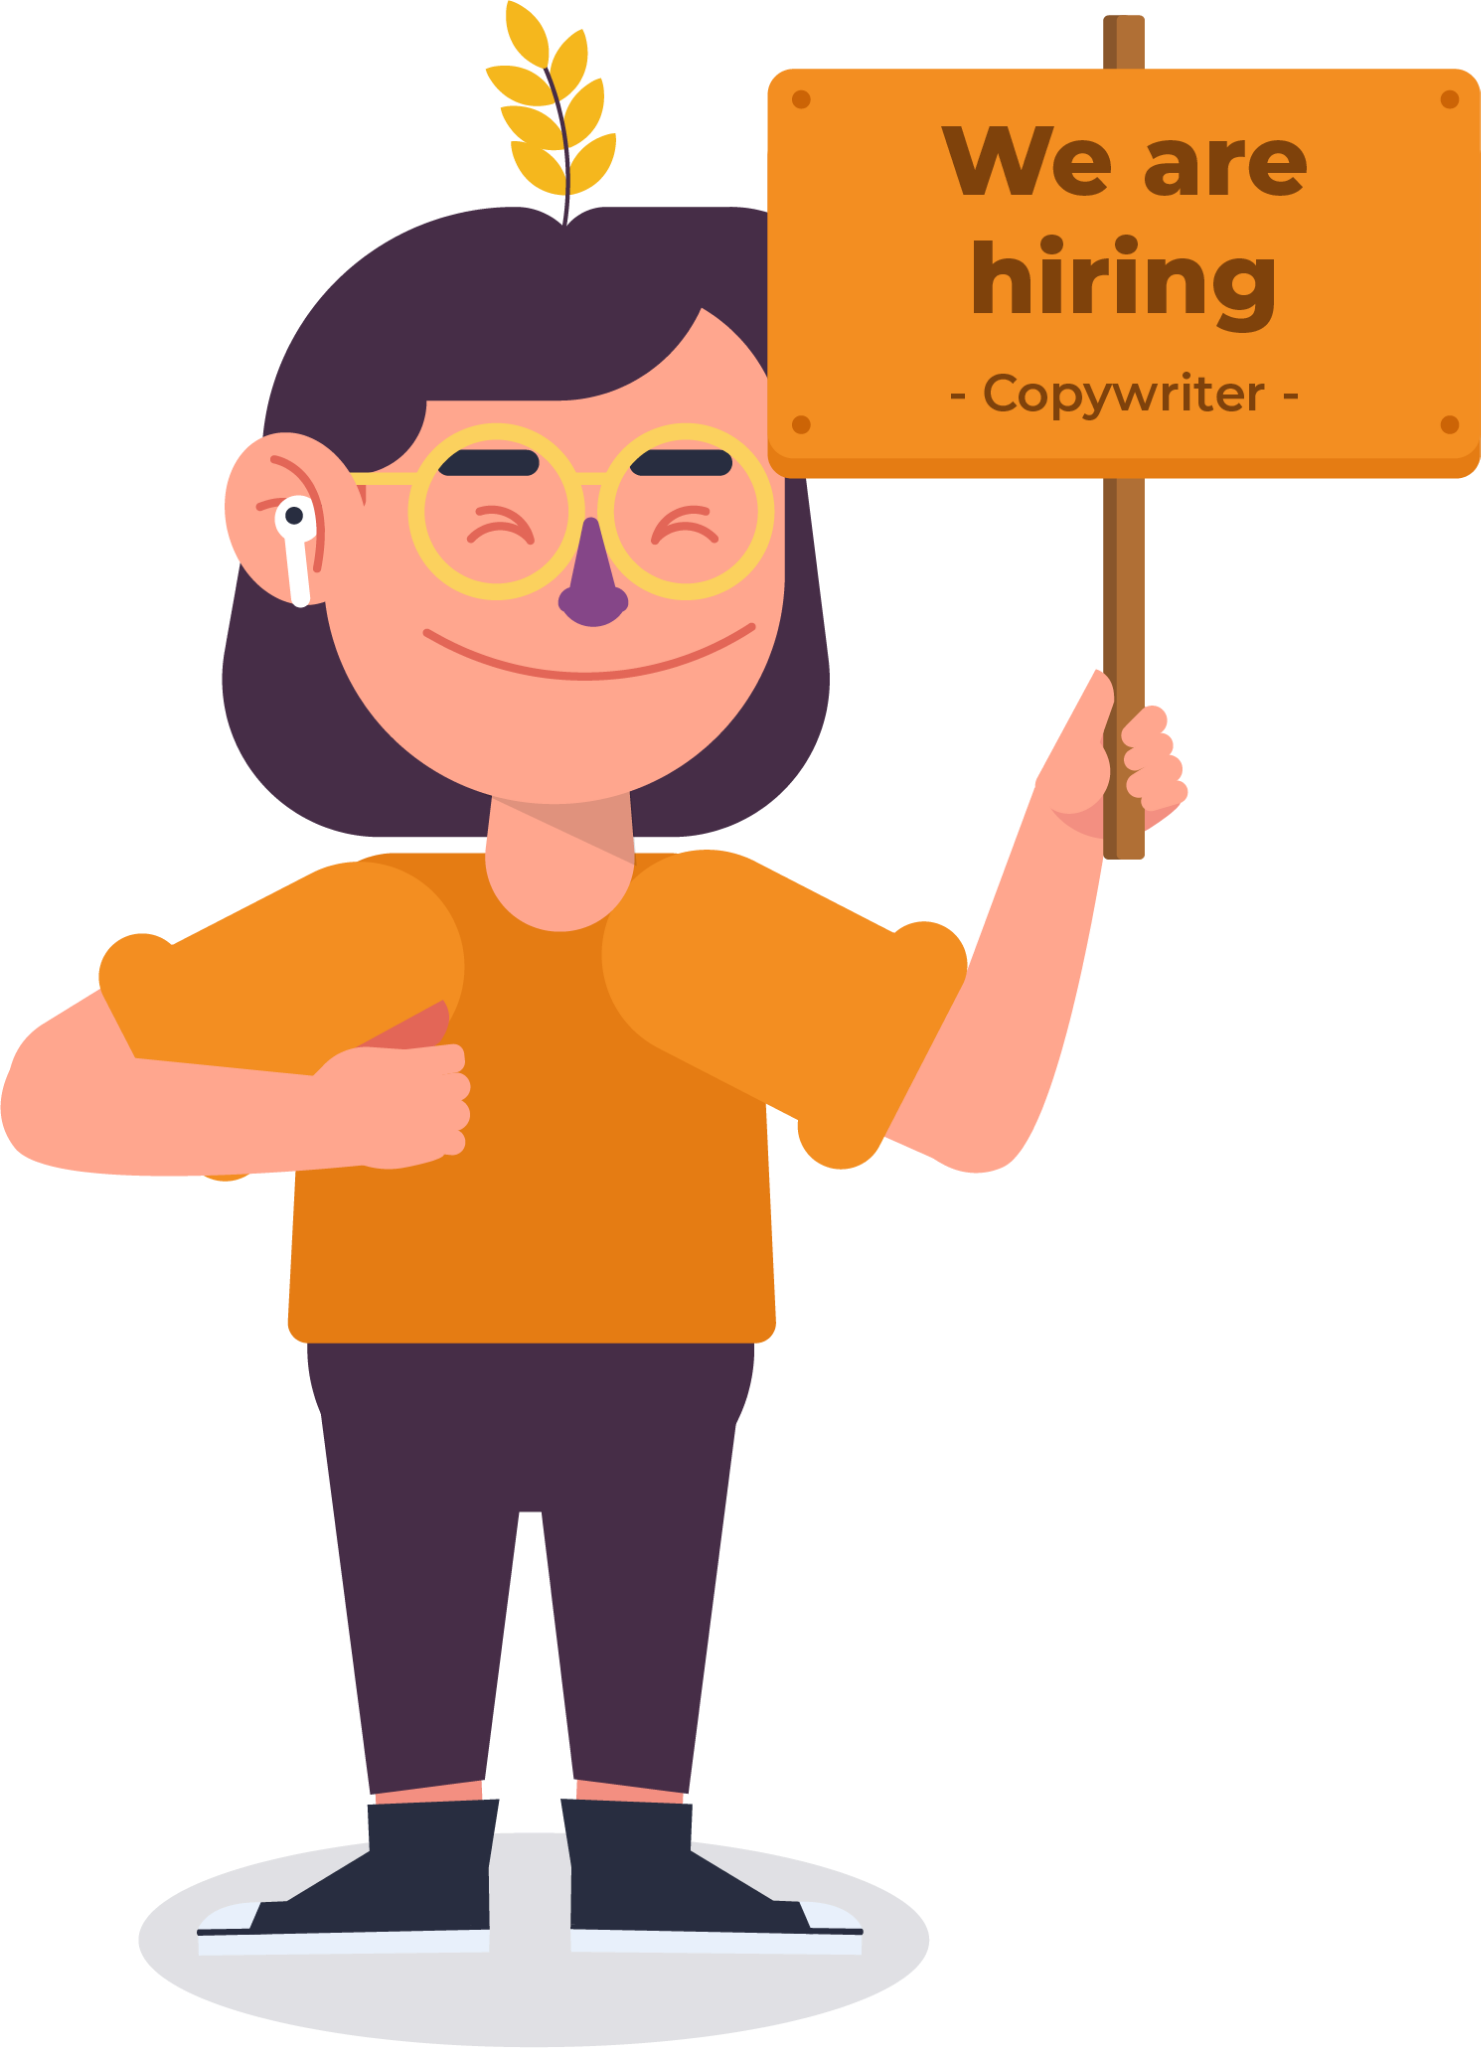 We are
hiring
- Copywriter -